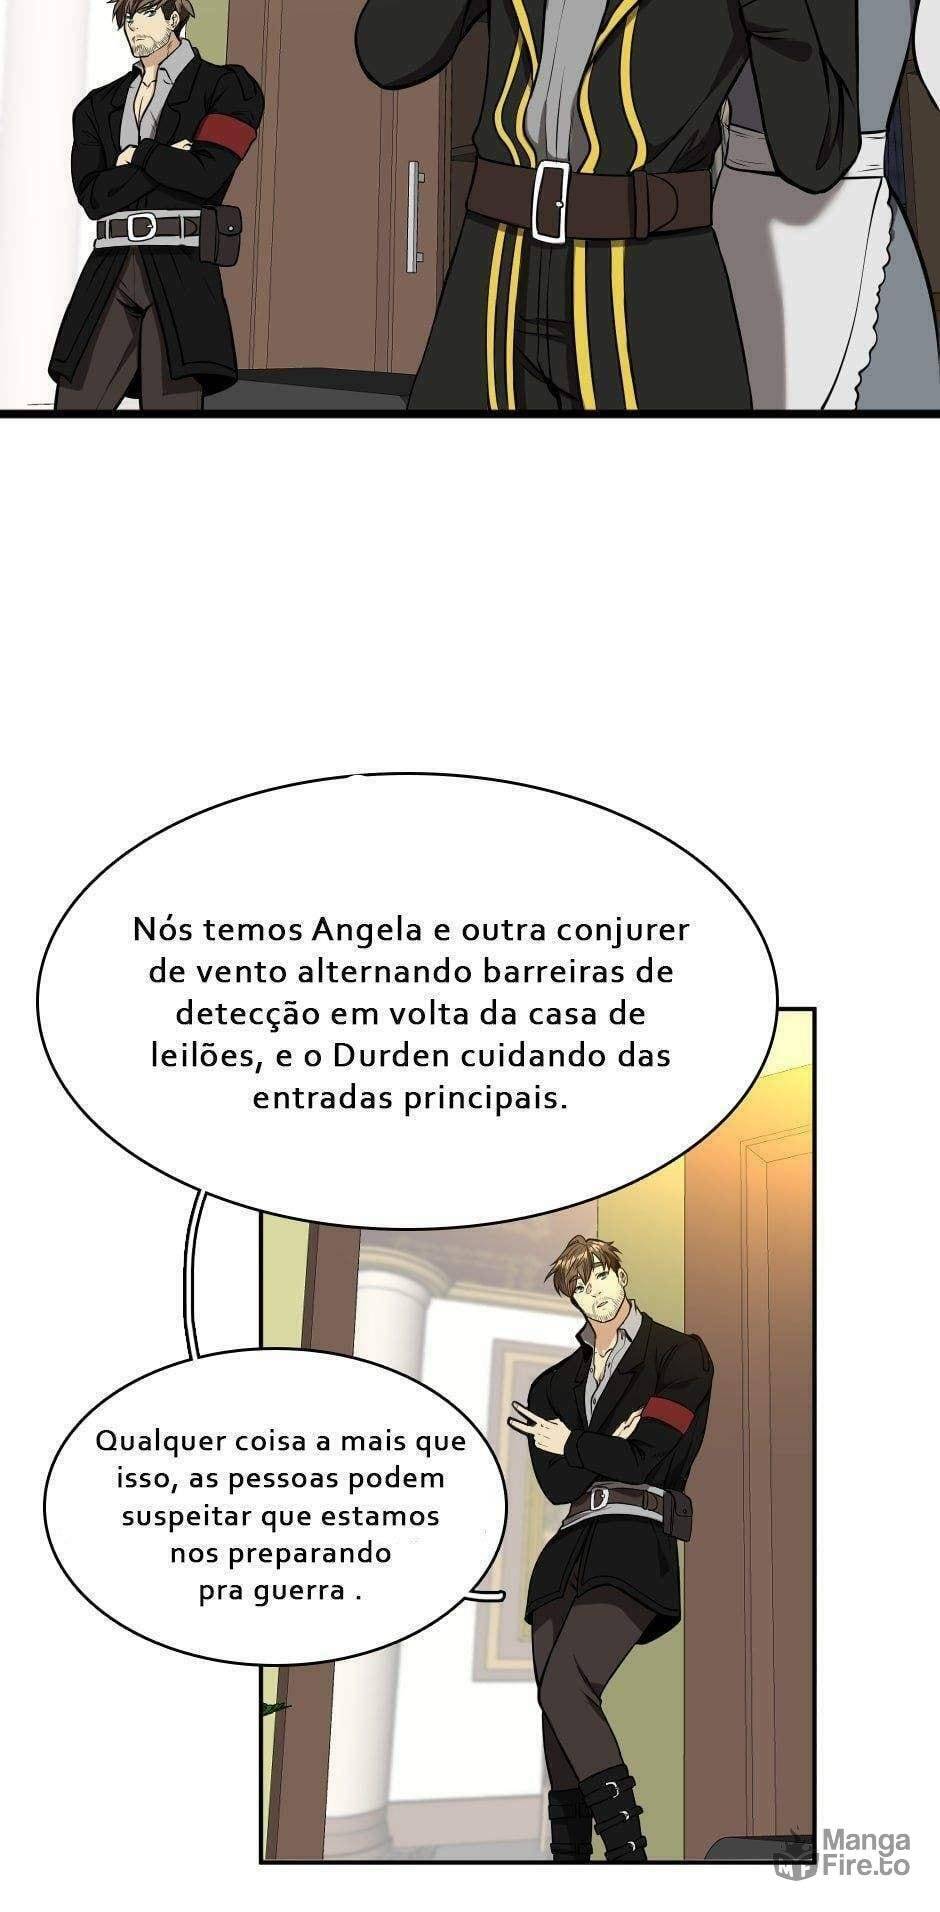 Nós temos Angela e outra conjurer
de vento alternando barreiras de
detecção em volta da casa de
leilões, e o Durden cuidando das
entradas principais.
Qualquer coisa a mais que
isso, as pessoas podem
suspeitar que estamos
nos preparando
pra guerra .
MF
Manga
Fire.to